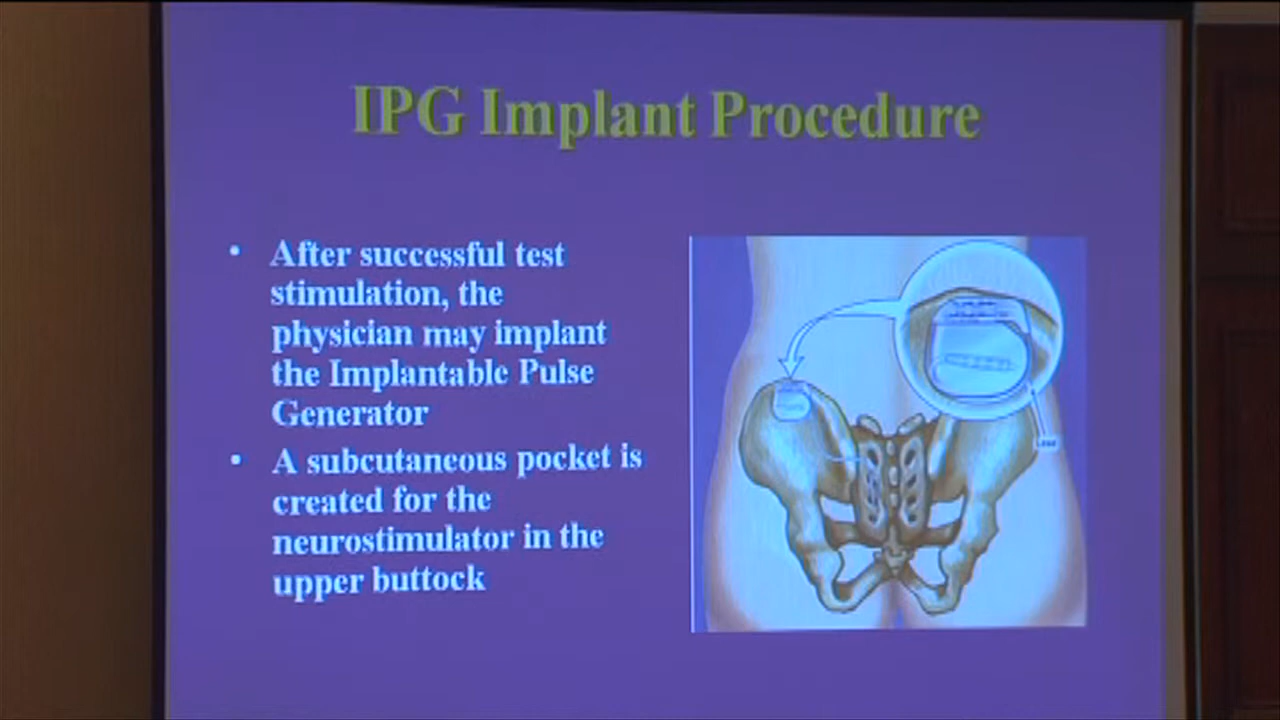 IPG Implant Procedure
• After successful test
stimulation, the
physician may implant
the Implantable Pulse
Generator
• A subcutaneous pocket is
created for the
neurostimulator in the
upper buttock